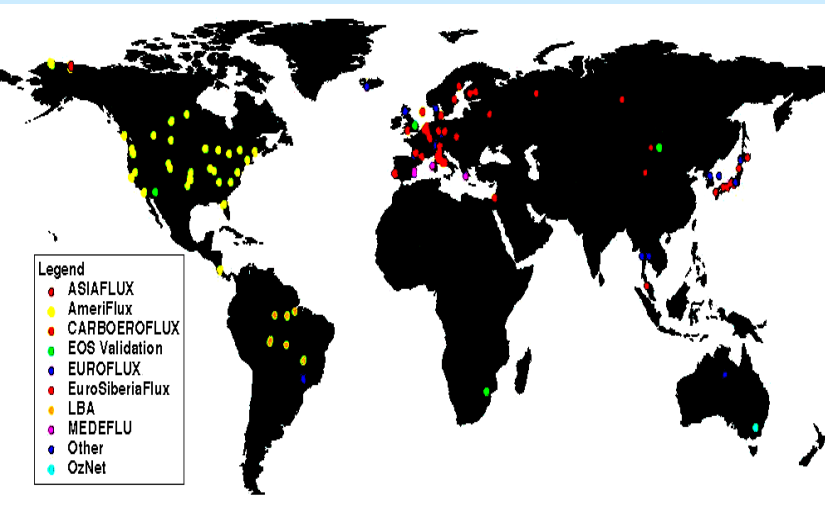 Legend
ASIAFLUX
AmeriFlux
CARBOEROFLUX
EOS Validation
EUROFLUX
EuroSiberiaFlux
LBA
MEDEFLU
Other
OzNet